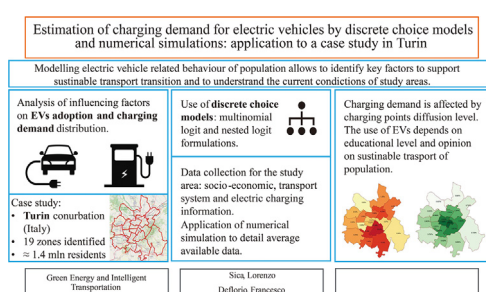 Estimation of charging demand for electric vehicles by discrete choice models
and numerical simulations: application to a case study in Turin
Modelling electric vehicle related behaviour of population allows to identify key factors to support
sustainable transport transition and to understand the current conditions of study areas.
Analysis of influencing factors
on EVs adoption and charging
demand distribution.
Case study:
• Turin conurbation
(Italy)
• 19 zones identified
• ≈ 1.4 mln residents
Use of discrete choice
models: multinomial
logit and nested logit
formulations.
Data collection for the study
area: socio-economic, transport
system and electric charging
information.
Application of numerical
simulation to detail average
available data.
Charging demand is affected by
charging points diffusion level.
The use of EVs depends on
educational level and opinion
on sustainable trasport of
population.
Green Energy and Intelligent
Transportation
Sica, Lorenzo
Deflorio, Francesco